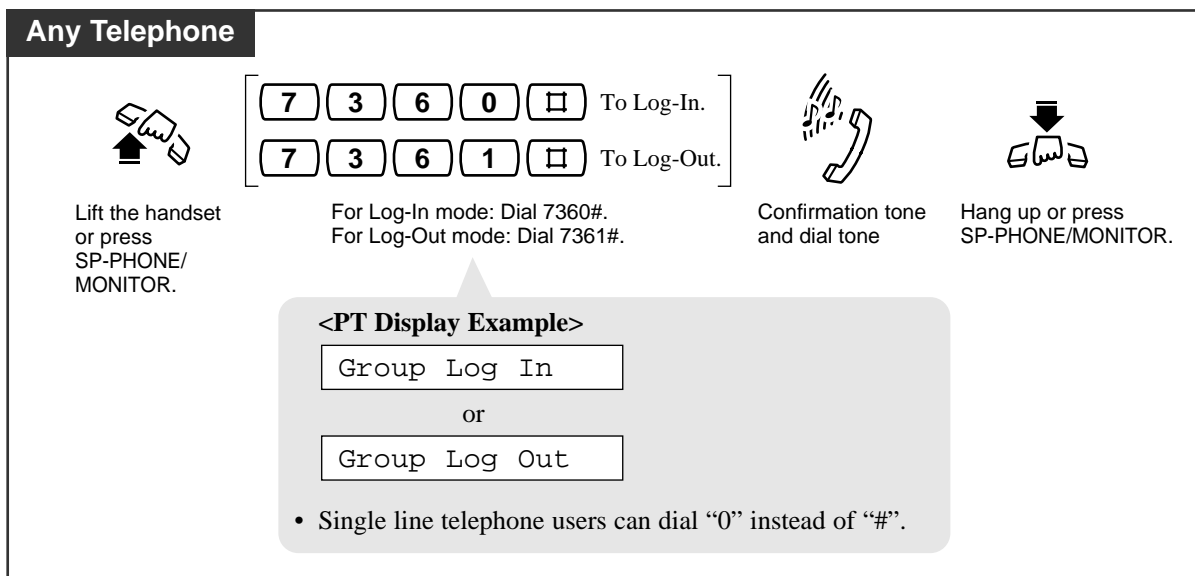 Any Telephone
7 3 6 0 # To Log-In.
7 3 6 1 # To Log-Out.
Lift the handset
or press
SP-PHONE/
MONITOR.
For Log-In mode: Dial 7360#.
For Log-Out mode: Dial 7361#.
Confirmation tone
and dial tone
Hang up or press
SP-PHONE/MONITOR.
<PT Display Example>
Group Log In
or
Group Log Out
• Single line telephone users can dial “0” instead of “#”.